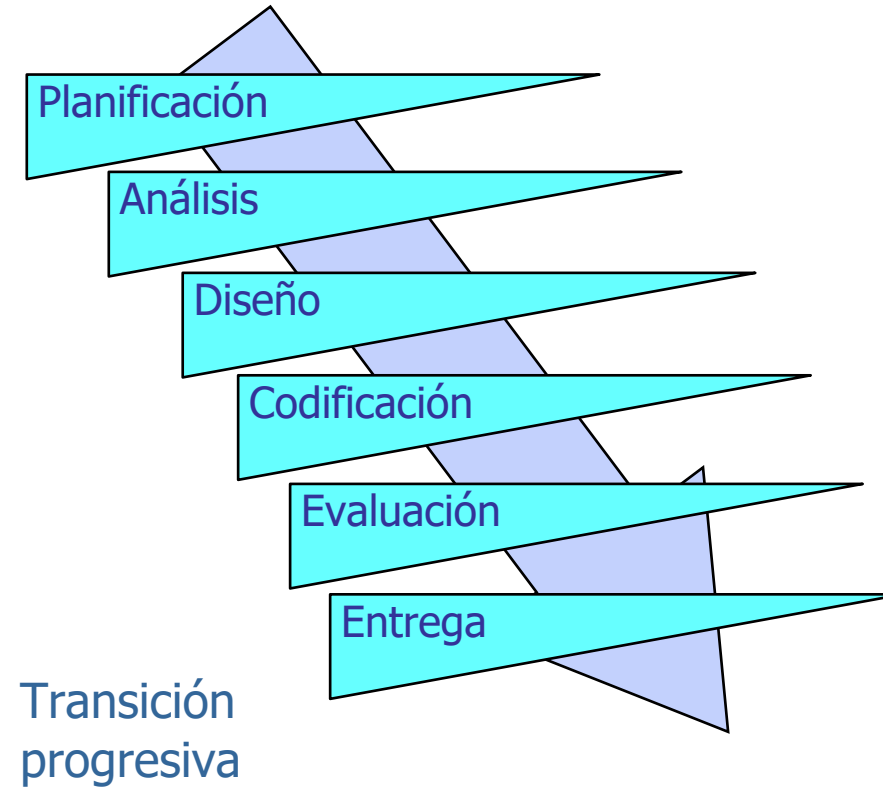 Planificación
Análisis
Diseño
Codificación
Evaluación
Entrega
Transición
progresiva